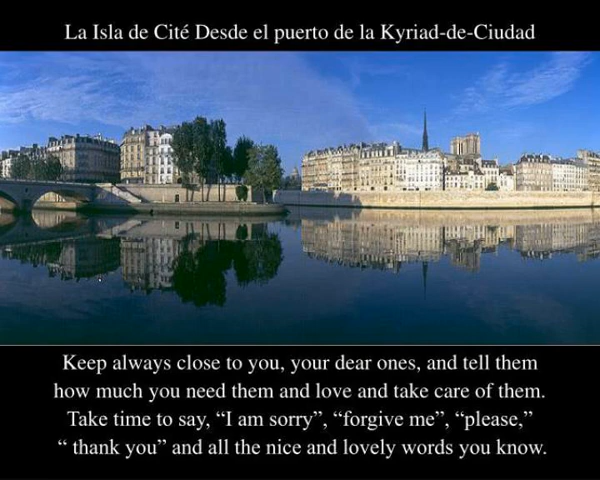 La Isla de Cité Desde el puerto de la Kyriad-de-Ciudad
Keep always close to you, your dear ones, and tell them
how much you need them and love and take care of them.
Take time to say, “I am sorry”, “forgive me”, “please,”
“ thank you” and all the nice and lovely words you know.